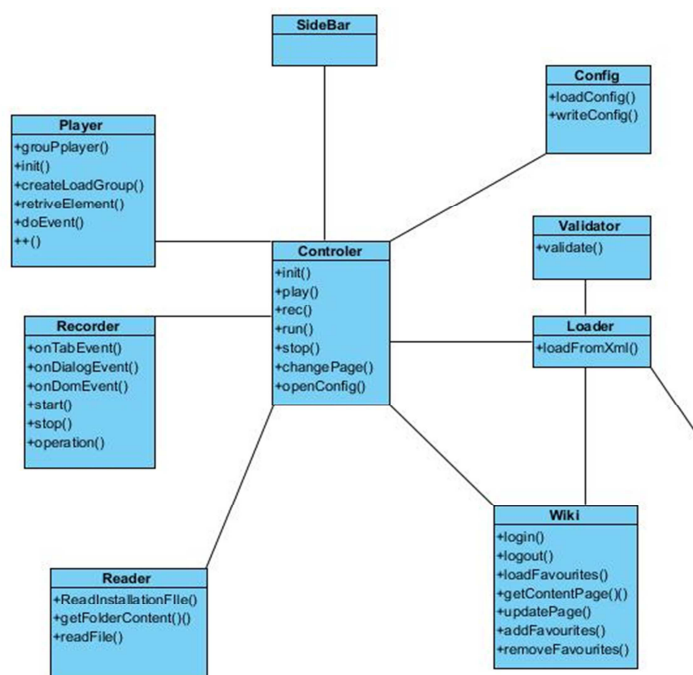 SideBar
Config
+loadConfig()
+writeConfig()
Player
+grouPplayer()
+init()
+createLoadGroup()
+retriveElement()
+doEvent()
++()
Validator
+validate()
Controler
+init()
+play()
+rec()
+run()
+stop()
+changePage()
+openConfig()
Recorder
+onTabEvent()
+onDialogEvent()
+onDomEvent()
+start()
+stop()
+operation()
Loader
+loadFromXml()
Wiki
+login()
+logout()
+loadFavourites()
+getContentPage()()
+updatePage()
+addFavourites()
+removeFavourites()
Reader
+ReadInstallationFIle()
+getFolderContent()()
+readFile()